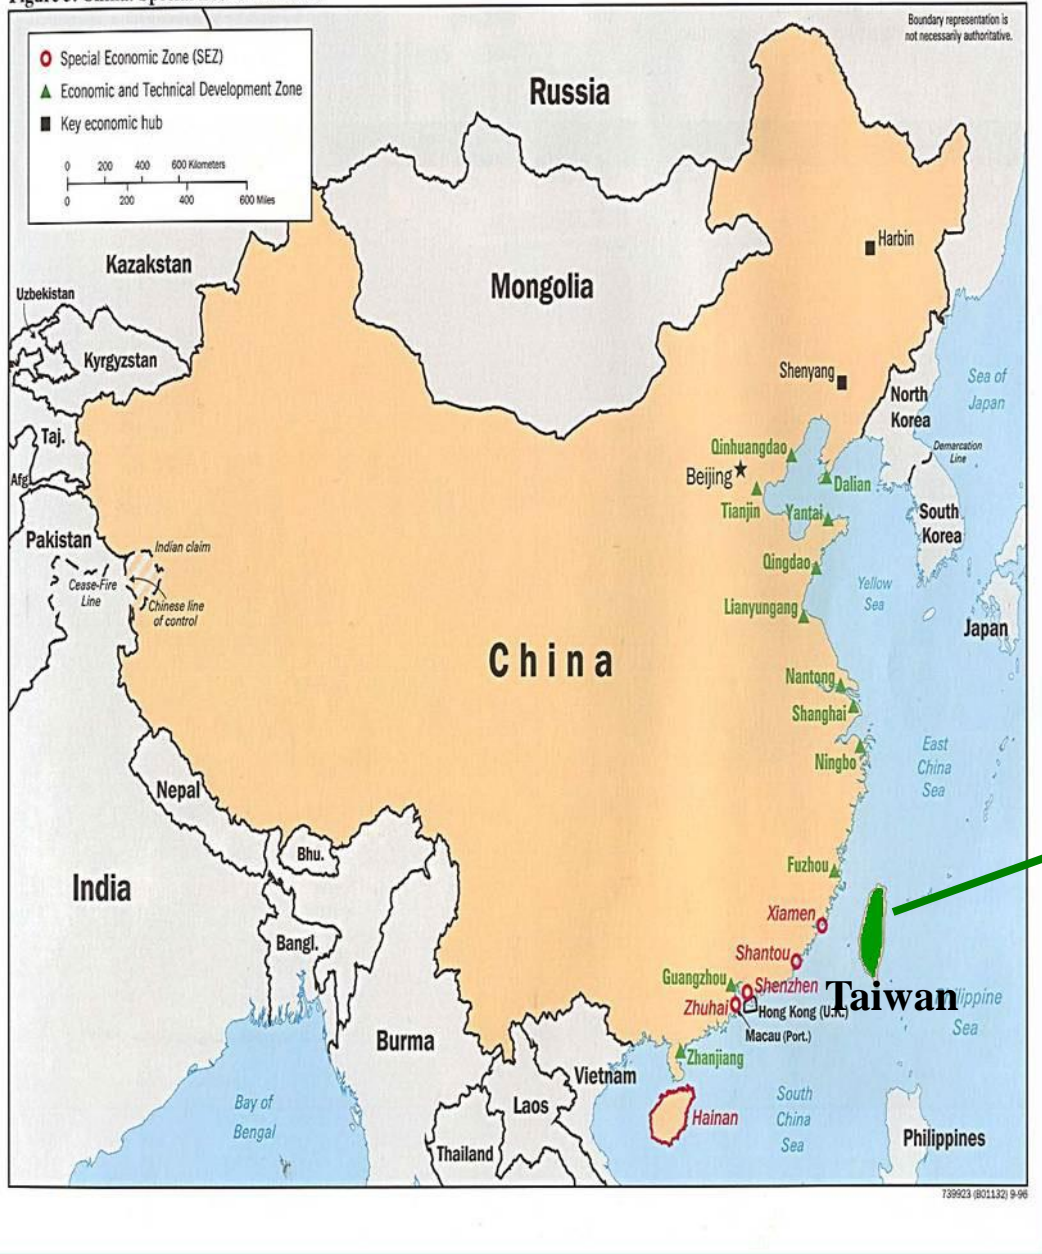 Boundary representation is
not necessarily authoritative.
Special Economic Zone (SEZ)
Economic and Technical Development Zone
Key economic hub
0 200 400 600 Kilometers
0 200 400 600 Miles
Russia
Harbin
Kazakstan
Mongolia
Uzbekistan
Kyrgyzstan
Shenyang
North
Korea
Sea of
Japan
Taj.
Qinhuangdao
Demarcation
Line
Beijing
Afg.
Dalian
Tianjin
Yantai
South
Korea
Pakistan
Indian claim
Qingdao
Cease-Fire
Line
Yellow
Sea
Chinese line
of control
Lianyungang
Japan
China
Nantong
Shanghai
East
China
Sea
Ningbo
Nepal
Bhu.
Fuzhou
India
Xiamen
Bangl.
Shantou
Guangzhou
Shenzhen
Taiwan
Philippine
Sea
Zhuhai
Hong Kong (U.K.)
Macau (Port.)
Burma
Zhanjiang
Vietnam
Laos
Hainan
South
China
Sea
Bay of
Bengal
Thailand
Philippines
739923 (B01132) 9-96